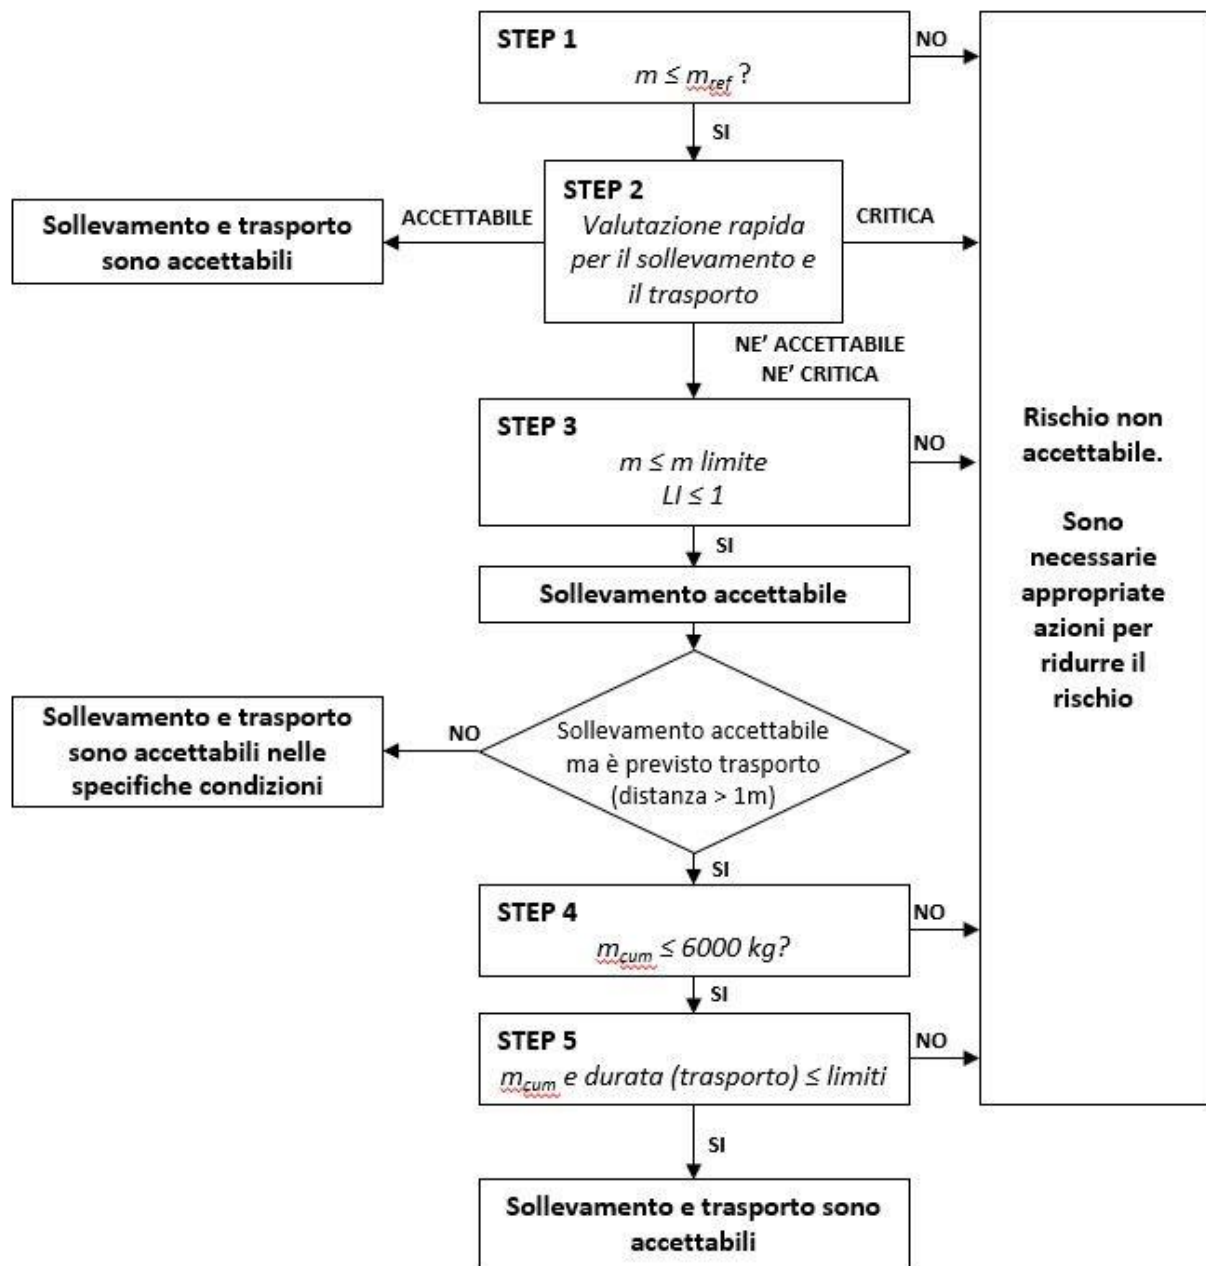 STEP 1
m ≤ mref ?
NO
SI
STEP 2
Valutazione rapida
per il sollevamento e
il trasporto
ACCETTABILE
CRITICA
Sollevamento e trasporto
sono accettabili
NE’ ACCETTABILE
NE’ CRITICA
STEP 3
m ≤ m limite
LI ≤ 1
NO
SI
Rischio non
accettabile.
Sono
necessarie
appropriate
azioni per
ridurre il
rischio
Sollevamento accettabile
Sollevamento accettabile
ma è previsto trasporto
(distanza > 1m)
NO
Sollevamento e trasporto
sono accettabili nelle
specifiche condizioni
SI
STEP 4
mcum ≤ 6000 kg?
NO
SI
STEP 5
mcum e durata (trasporto) ≤ limiti
NO
SI
Sollevamento e trasporto sono
accettabili